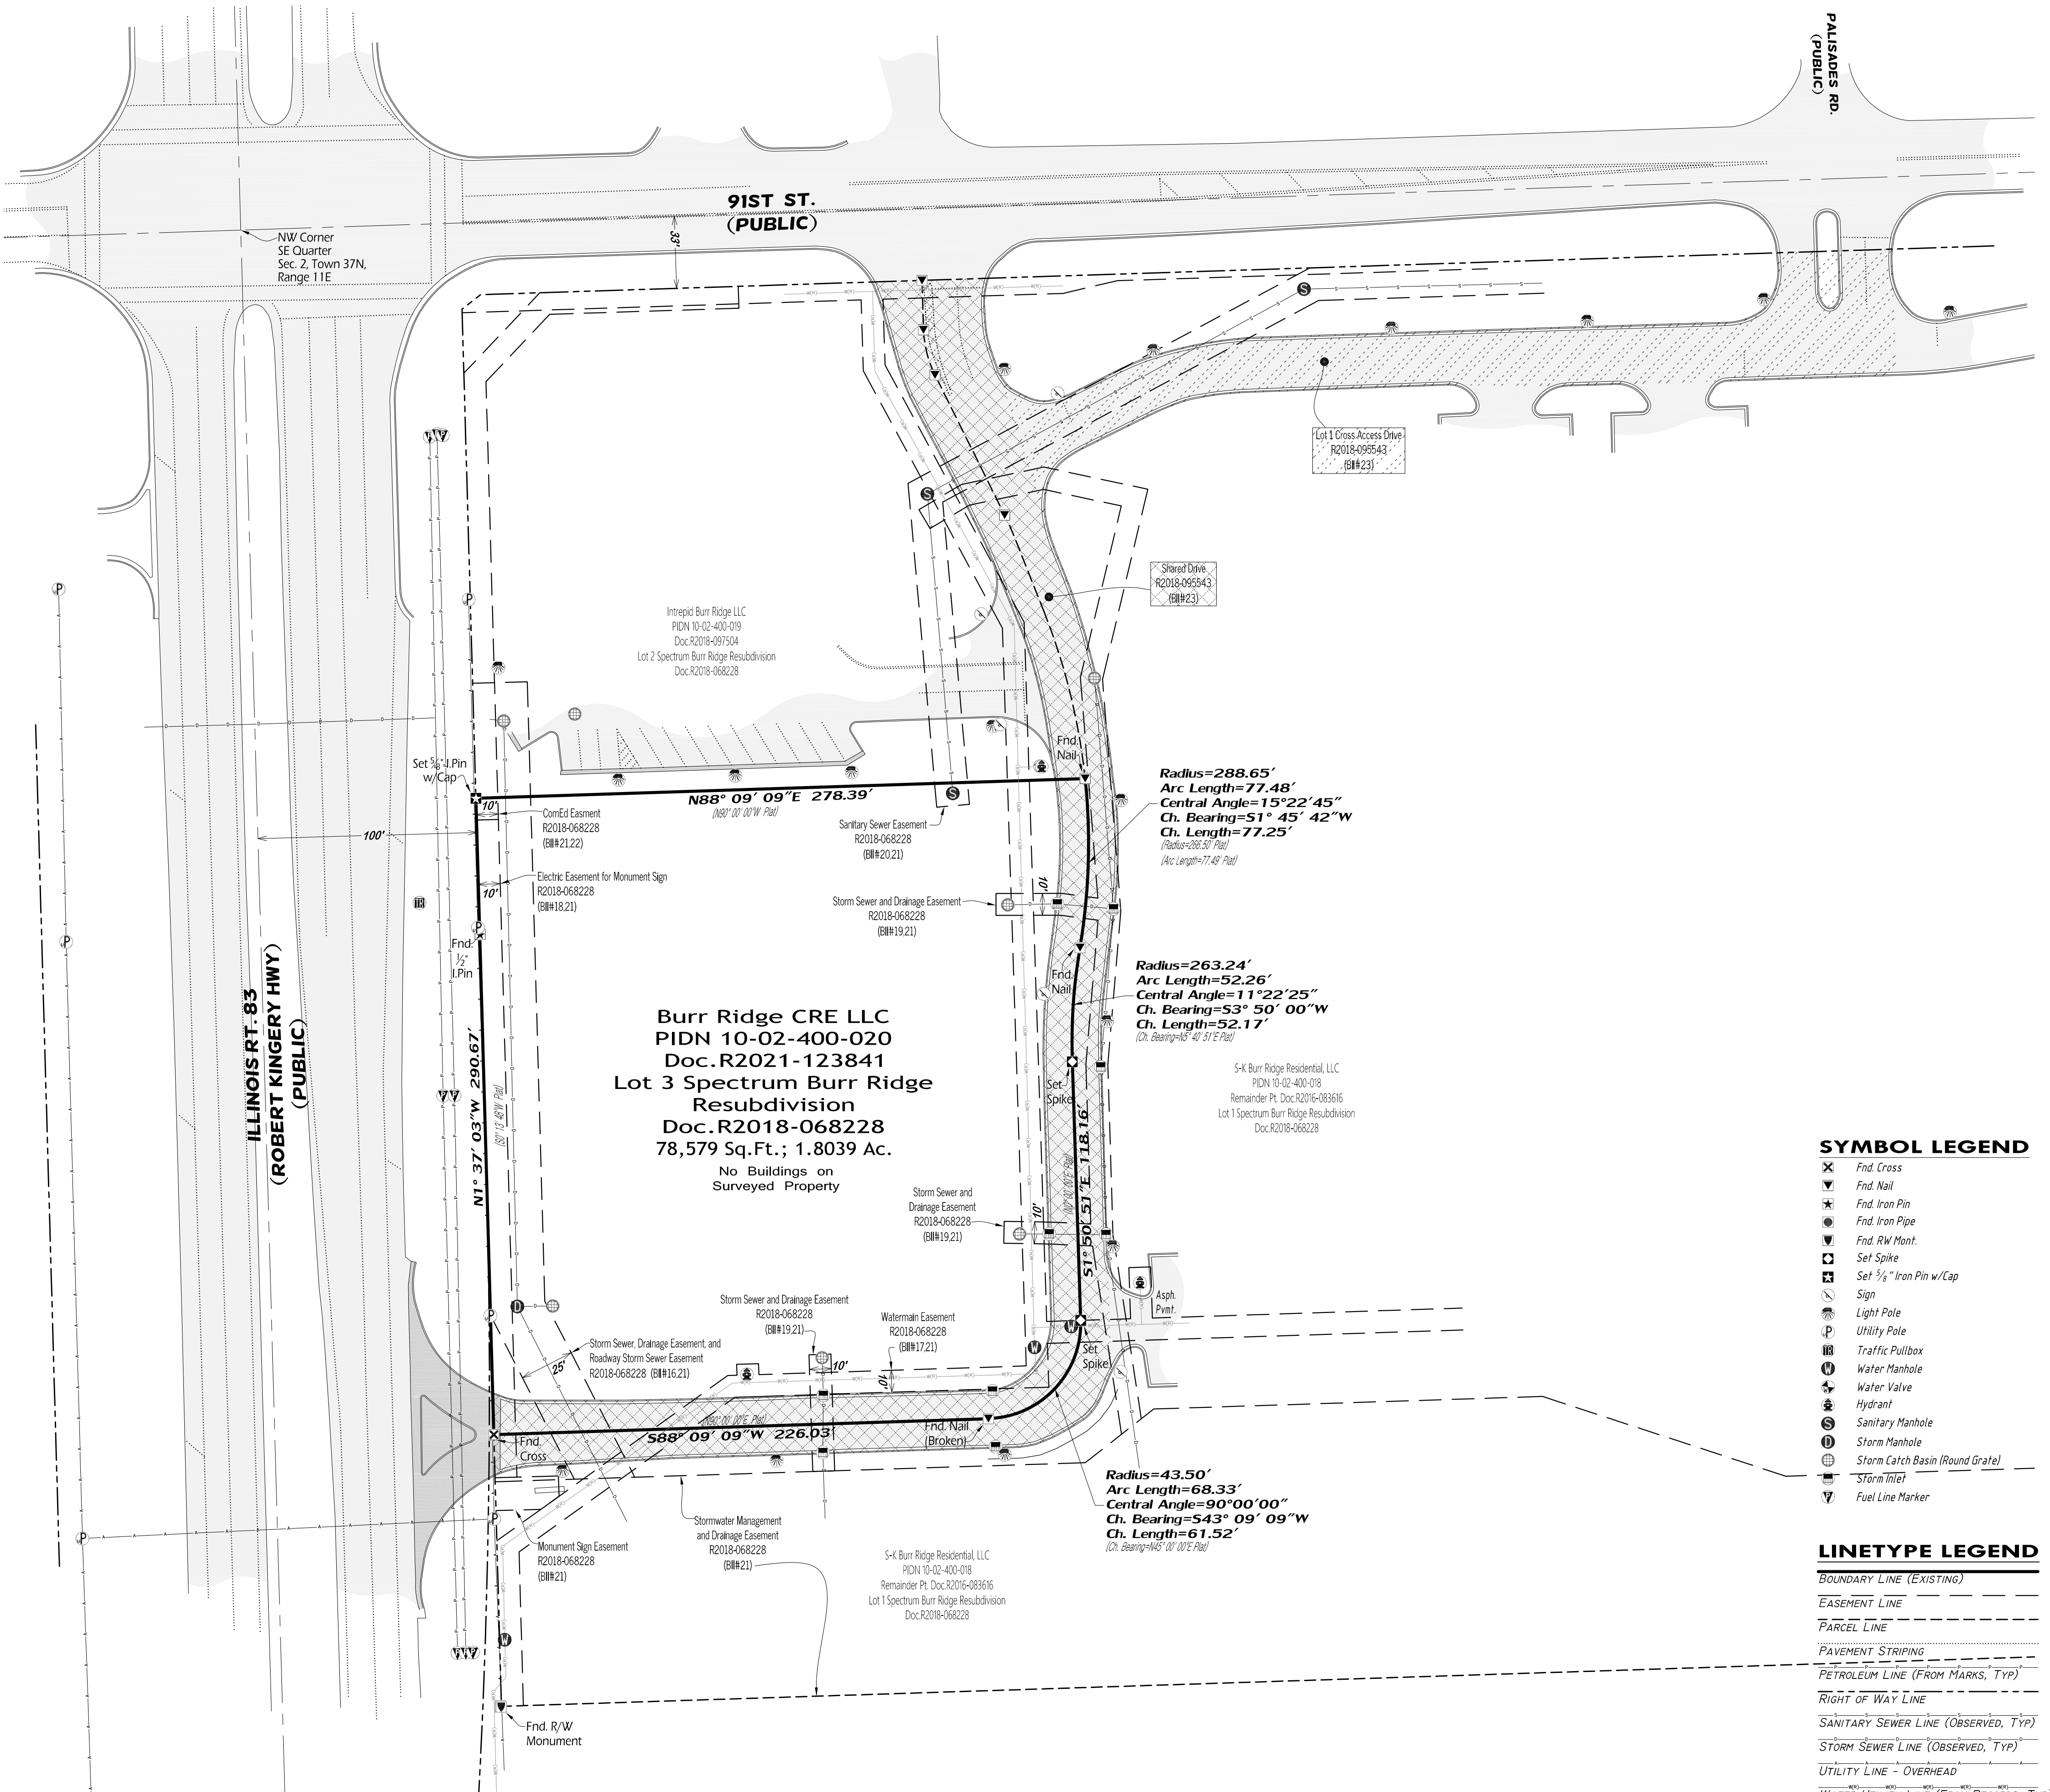 PALISADES RD.
(PUBLIC)
91ST ST.
(PUBLIC)
33'
NW Corner
SE Quarter
Sec. 2, Town 37N,
Range 11E
Lot 1 Cross Access Drive
R2018-095543
(BII#23)
Shared Drive
R2018-095543
(BII#23)
Intrepid Burr Ridge LLC
PIDN 10-02-400-019
Doc.R2018-097504
Lot 2 Spectrum Burr Ridge Resubdivision
Doc.R2018-068228
Fnd.
Nail
Set 5/8" I.Pin
w/Cap
10'
N88° 09' 09"E 278.39'
(N90° 00' 00"W Plat)
ComEd Easment
R2018-068228
(BII#21,22)
100'
Sanitary Sewer Easement
R2018-068228
(BII#20,21)
Radius=288.65'
Arc Length=77.48'
Central Angle=15°22'45"
Ch. Bearing=S1° 45' 42"W
Ch. Length=77.25'
(Radius=266.50' Plat)
(Arc Length=77.49' Plat)
10'
Electric Easement for Monument Sign
R2018-068228
(BII#18,21)
Storm Sewer and Drainage Easement
R2018-068228
(BII#19,21)
10'
Fnd.
1/2"
I.Pin
Fnd.
Nail
Radius=263.24'
Arc Length=52.26'
Central Angle=11°22'25"
Ch. Bearing=S3° 50' 00"W
Ch. Length=52.17'
(Ch. Bearing=N5° 40' 51"E Plat)
ILLINOIS RT. 83
(ROBERT KINGERY HWY)
(PUBLIC)
N1° 37' 03"W 290.67'
(S0° 13' 48"W Plat)
Burr Ridge CRE LLC
PIDN 10-02-400-020
Doc.R2021-123841
Lot 3 Spectrum Burr Ridge
Resubdivision
Doc.R2018-068228
78,579 Sq.Ft.; 1.8039 Ac.
No Buildings on
Surveyed Property
Set
Spike
S1° 50' 51"E 118.16'
(N0° 00' 00"E Plat)
S-K Burr Ridge Residential, LLC
PIDN 10-02-400-018
Remainder Pt. Doc.R2016-083616
Lot 1 Spectrum Burr Ridge Resubdivision
Doc.R2018-068228
Storm Sewer and
Drainage Easement
R2018-068228
(BII#19,21)
10'
Asph.
Pvmt.
Storm Sewer and Drainage Easement
R2018-068228
(BII#19,21)
Watermain Easement
R2018-068228
(BII#17,21)
Storm Sewer, Drainage Easement, and
Roadway Storm Sewer Easement
R2018-068228 (BII#16,21)
25'
10'
10'
Set
Spike
(N90° 00' 00"E Plat)
S88° 09' 09"W 226.03'
Fnd. Nail
(Broken)
Fnd.
Cross
Radius=43.50'
Arc Length=68.33'
Central Angle=90°00'00"
Ch. Bearing=S43° 09' 09"W
Ch. Length=61.52'
(Ch. Bearing=N45° 00' 00"E Plat)
Stormwater Management
and Drainage Easement
R2018-068228
(BII#21)
Monument Sign Easement
R2018-068228
(BII#21)
S-K Burr Ridge Residential, LLC
PIDN 10-02-400-018
Remainder Pt. Doc.R2016-083616
Lot 1 Spectrum Burr Ridge Resubdivision
Doc.R2018-068228
Fnd. R/W
Monument
SYMBOL LEGEND
Fnd. Cross
Fnd. Nail
Fnd. Iron Pin
Fnd. Iron Pipe
Fnd. RW Mont.
Set Spike
Set 5/8" Iron Pin w/Cap
Sign
Light Pole
Utility Pole
Traffic Pullbox
Water Manhole
Water Valve
Hydrant
Sanitary Manhole
Storm Manhole
Storm Catch Basin (Round Grate)
Storm Inlet
Fuel Line Marker
LINETYPE LEGEND
BOUNDARY LINE (EXISTING)
EASEMENT LINE
PARCEL LINE
PAVEMENT STRIPING
PETROLEUM LINE (FROM MARKS, TYP)
RIGHT OF WAY LINE
SANITARY SEWER LINE (OBSERVED, TYP)
STORM SEWER LINE (OBSERVED, TYP)
UTILITY LINE - OVERHEAD